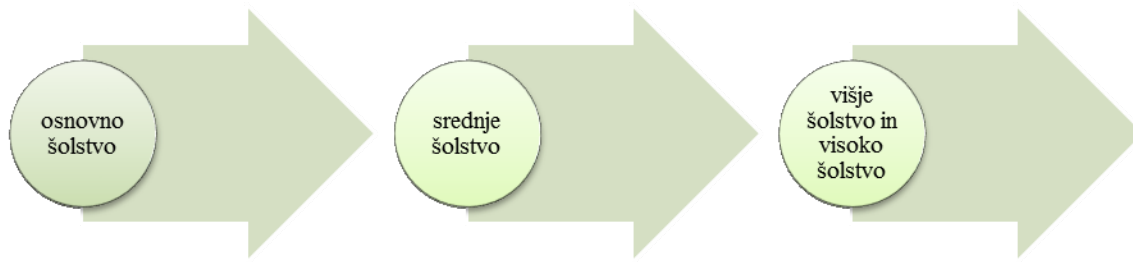 osnovno
šolstvo
srednje
šolstvo
višje
šolstvo in
visoko
šolstvo